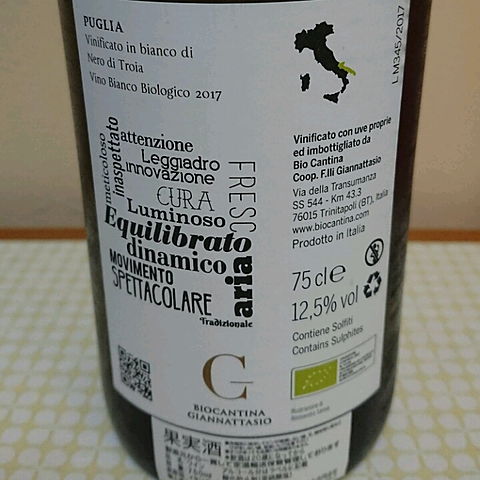 PUGLIA
Vinificato in bianco di
Nero di Troia
Vino Bianco Biologico 2017
meticoloso
inaspettato
attenzione
Leggiadro
innovazione
FRESC
CURA
Luminoso
Equilibrato
dinamico
MOVIMENTO
SPETTACOLARE
aria
Tradizionale
G
BIOCANTINA
GIANNATTASIO
L M345/2017
Vinificato con uve proprie
ed imbottigliato da
Bio Cantina
Coop. F.lli Giannattasio
Via della Transumanza
SS 544 - Km 43.3
76015 Trinitapoli (BT), Italia
www.biocantina.com
Prodotto in Italia
75 cl e
12,5% vol
Contiene Solfiti
Contains Sulphites
果実酒